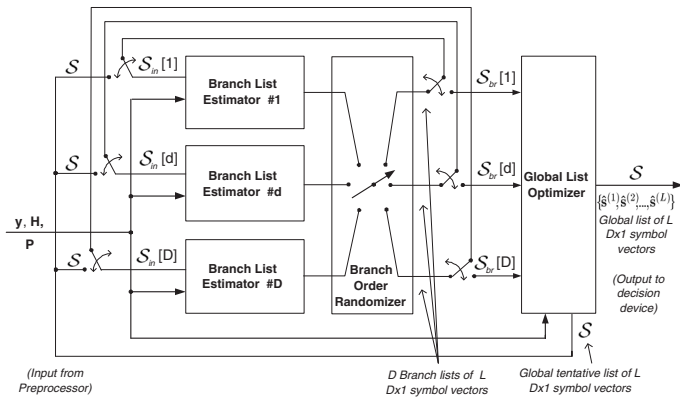 S
S_in[1]
Branch List
Estimator #1
S_br[1]
S
S_in[d]
Branch List
Estimator #d
S_br[d]
Global List
Optimizer
S
{ŝ^(1),ŝ^(2),...,ŝ^(L)}
Global list of L
Dx1 symbol
vectors
(Output to
decision
device)
y, H,
P
S
S_in[D]
Branch List
Estimator #D
Branch
Order
Randomizer
S_br[D]
S
(Input from
Preprocessor)
D Branch lists of L
Dx1 symbol vectors
Global tentative list of L
Dx1 symbol vectors